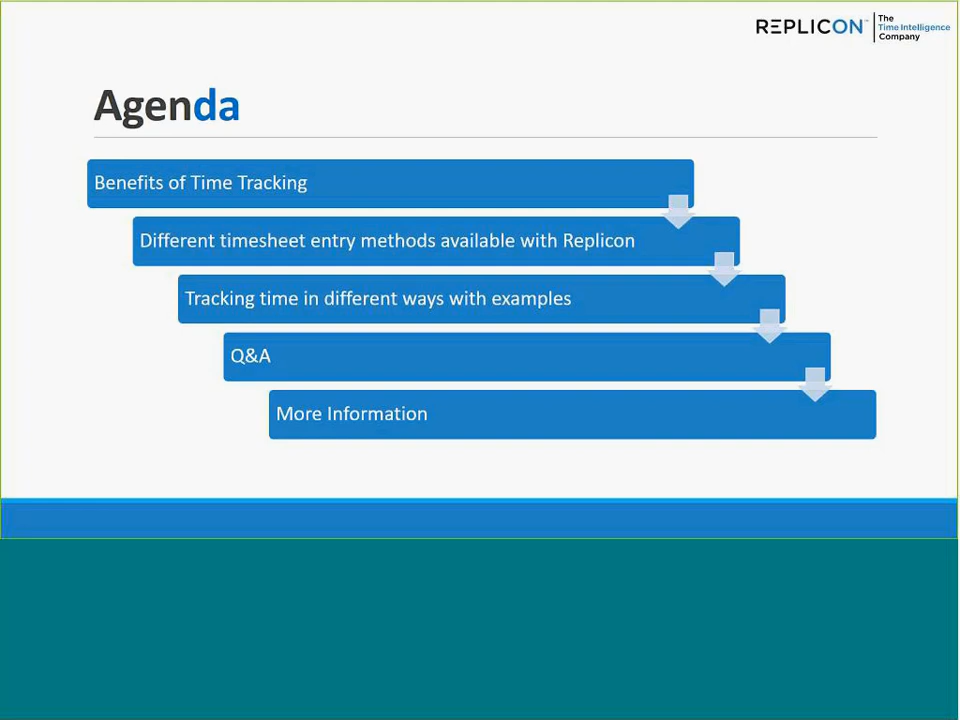 REPLICON™
The
Time Intelligence
Company
Agenda
Benefits of Time Tracking
Different timesheet entry methods available with Replicon
Tracking time in different ways with examples
Q&A
More Information